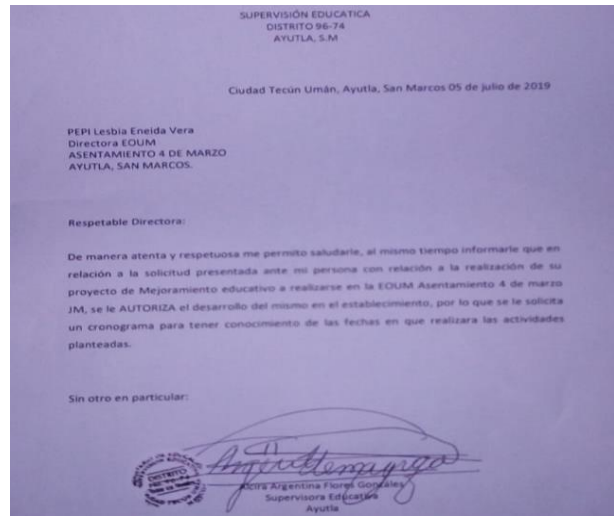 SUPERVISIÓN EDUCATICA
DISTRITO 96-74
AYUTLA, S.M
Ciudad Tecún Umán, Ayutla, San Marcos 05 de julio de 2019
PEPI Lesbia Eneida Vera
Directora EOUM
ASENTAMIENTO 4 DE MARZO
AYUTLA, SAN MARCOS.
Respetable Directora:
De manera atenta y respetuosa me permito saludarle, al mismo tiempo informarle que en
relación a la solicitud presentada ante mi persona con relación a la realización de su
proyecto de Mejoramiento educativo a realizarse en la EOUM Asentamiento 4 de marzo
JM, se le AUTORIZA el desarrollo del mismo en el establecimiento, por lo que se le solicita
un cronograma para tener conocimiento de las fechas en que realizara las actividades
planteadas.
Sin otro en particular:
DISTRITO
Argentina Flores Gonzáles
Supervisora Educativa
Ayutla